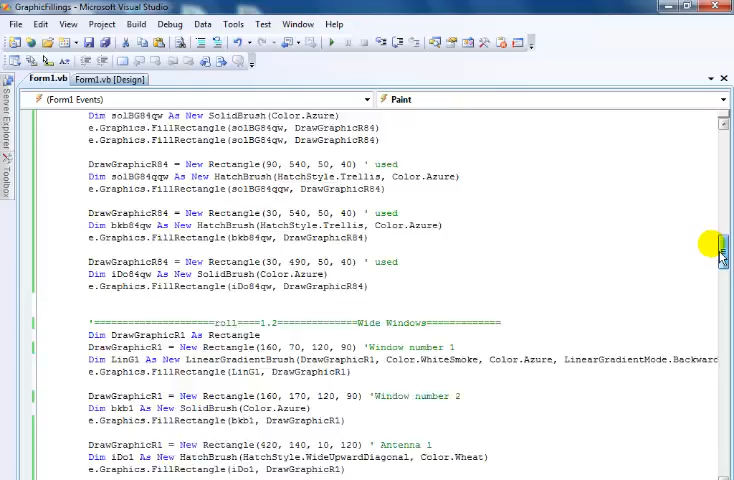 GraphicFillings - Microsoft Visual Studio
File Edit View Project Build Debug Data Tools Test Window Help
Form1.vb Form1.vb [Design]
(Form1 Events) Paint
Server Explorer
Toolbox
Dim solBG84qw As New SolidBrush(Color.Azure)
e.Graphics.FillRectangle(solBG84qw, DrawGraphicR84)
e.Graphics.FillRectangle(solBG84qw, DrawGraphicR84)
DrawGraphicR84 = New Rectangle(90, 540, 50, 40) ' used
Dim solBG84qqw As New HatchBrush(HatchStyle.Trellis, Color.Azure)
e.Graphics.FillRectangle(solBG84qqw, DrawGraphicR84)
DrawGraphicR84 = New Rectangle(30, 540, 50, 40) ' used
Dim bkb84qw As New HatchBrush(HatchStyle.Trellis, Color.Azure)
e.Graphics.FillRectangle(bkb84qw, DrawGraphicR84)
DrawGraphicR84 = New Rectangle(30, 490, 50, 40) ' used
Dim iDo84qw As New SolidBrush(Color.Azure)
e.Graphics.FillRectangle(iDo84qw, DrawGraphicR84)
'=====================roll====1.2==============Wide Windows=============
Dim DrawGraphicR1 As Rectangle
DrawGraphicR1 = New Rectangle(160, 70, 120, 90) 'Window number 1
Dim LinG1 As New LinearGradientBrush(DrawGraphicR1, Color.WhiteSmoke, Color.Azure, LinearGradientMode.Backward
e.Graphics.FillRectangle(LinG1, DrawGraphicR1)
DrawGraphicR1 = New Rectangle(160, 170, 120, 90) 'Window number 2
Dim bkb1 As New SolidBrush(Color.Azure)
e.Graphics.FillRectangle(bkb1, DrawGraphicR1)
DrawGraphicR1 = New Rectangle(420, 140, 10, 120) ' Antenna 1
Dim iDo1 As New HatchBrush(HatchStyle.WideUpwardDiagonal, Color.Wheat)
e.Graphics.FillRectangle(iDo1, DrawGraphicR1)